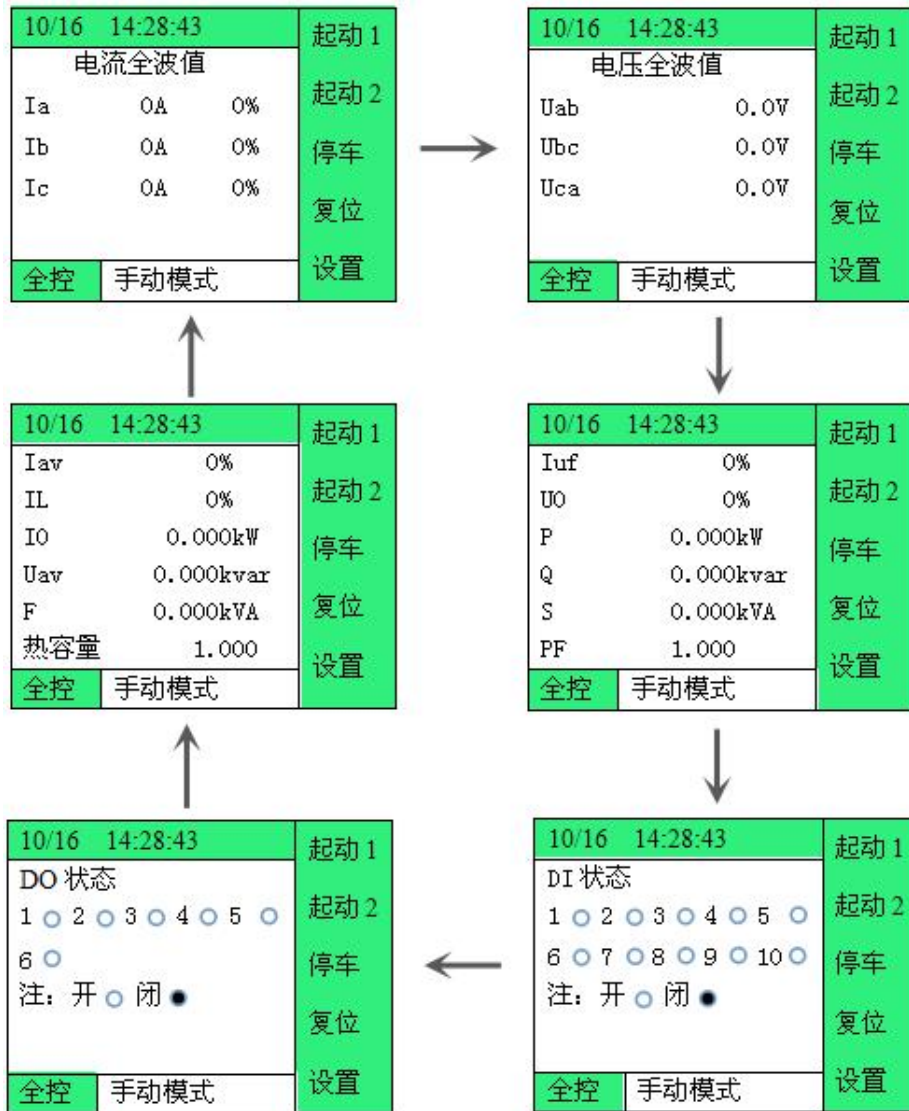 10/16 14:28:43
电流全波值
Ia 0A 0%
Ib 0A 0%
Ic 0A 0%
全控 手动模式
起动 1
起动 2
停车
复位
设置
10/16 14:28:43
电压全波值
Uab 0.0V
Ubc 0.0V
Uca 0.0V
全控 手动模式
起动 1
起动 2
停车
复位
设置
10/16 14:28:43
Iav 0%
IL 0%
IO 0.000kW
Uav 0.000kvar
F 0.000kVA
热容量 1.000
全控 手动模式
起动 1
起动 2
停车
复位
设置
10/16 14:28:43
Iuf 0%
UO 0%
P 0.000kW
Q 0.000kvar
S 0.000kVA
PF 1.000
全控 手动模式
起动 1
起动 2
停车
复位
设置
10/16 14:28:43
DO 状态
1 2 3 4 5
6
注：开 闭
全控 手动模式
起动 1
起动 2
停车
复位
设置
10/16 14:28:43
DI 状态
1 2 3 4 5
6 7 8 9 10
注：开 闭
全控 手动模式
起动 1
起动 2
停车
复位
设置